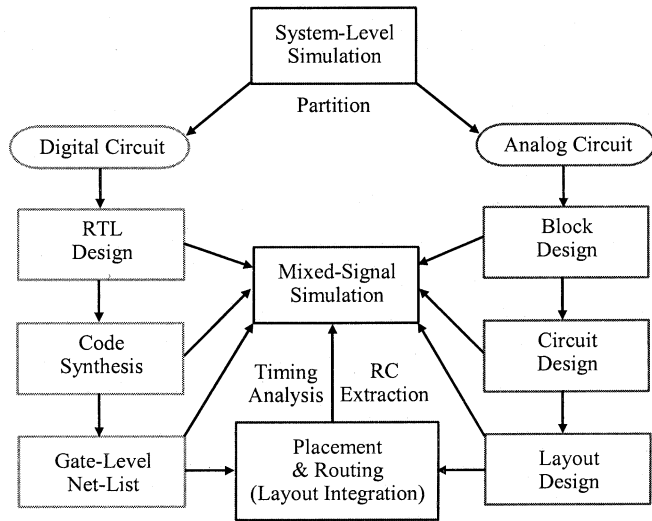 System-Level
Simulation
Partition
Digital Circuit
Analog Circuit
RTL
Design
Block
Design
Mixed-Signal
Simulation
Code
Synthesis
Circuit
Design
Timing
Analysis
RC
Extraction
Gate-Level
Net-List
Placement
& Routing
(Layout Integration)
Layout
Design